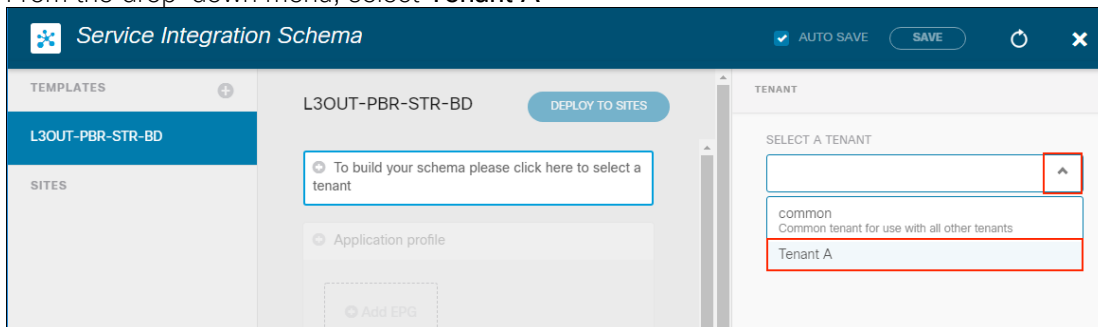 From the drop-down menu, select Tenant A
Service Integration Schema
AUTO SAVE
SAVE
TEMPLATES
L3OUT-PBR-STR-BD
SITES
L3OUT-PBR-STR-BD
DEPLOY TO SITES
To build your schema please click here to select a
tenant
Application profile
Add EPG
TENANT
SELECT A TENANT
common
Common tenant for use with all other tenants
Tenant A